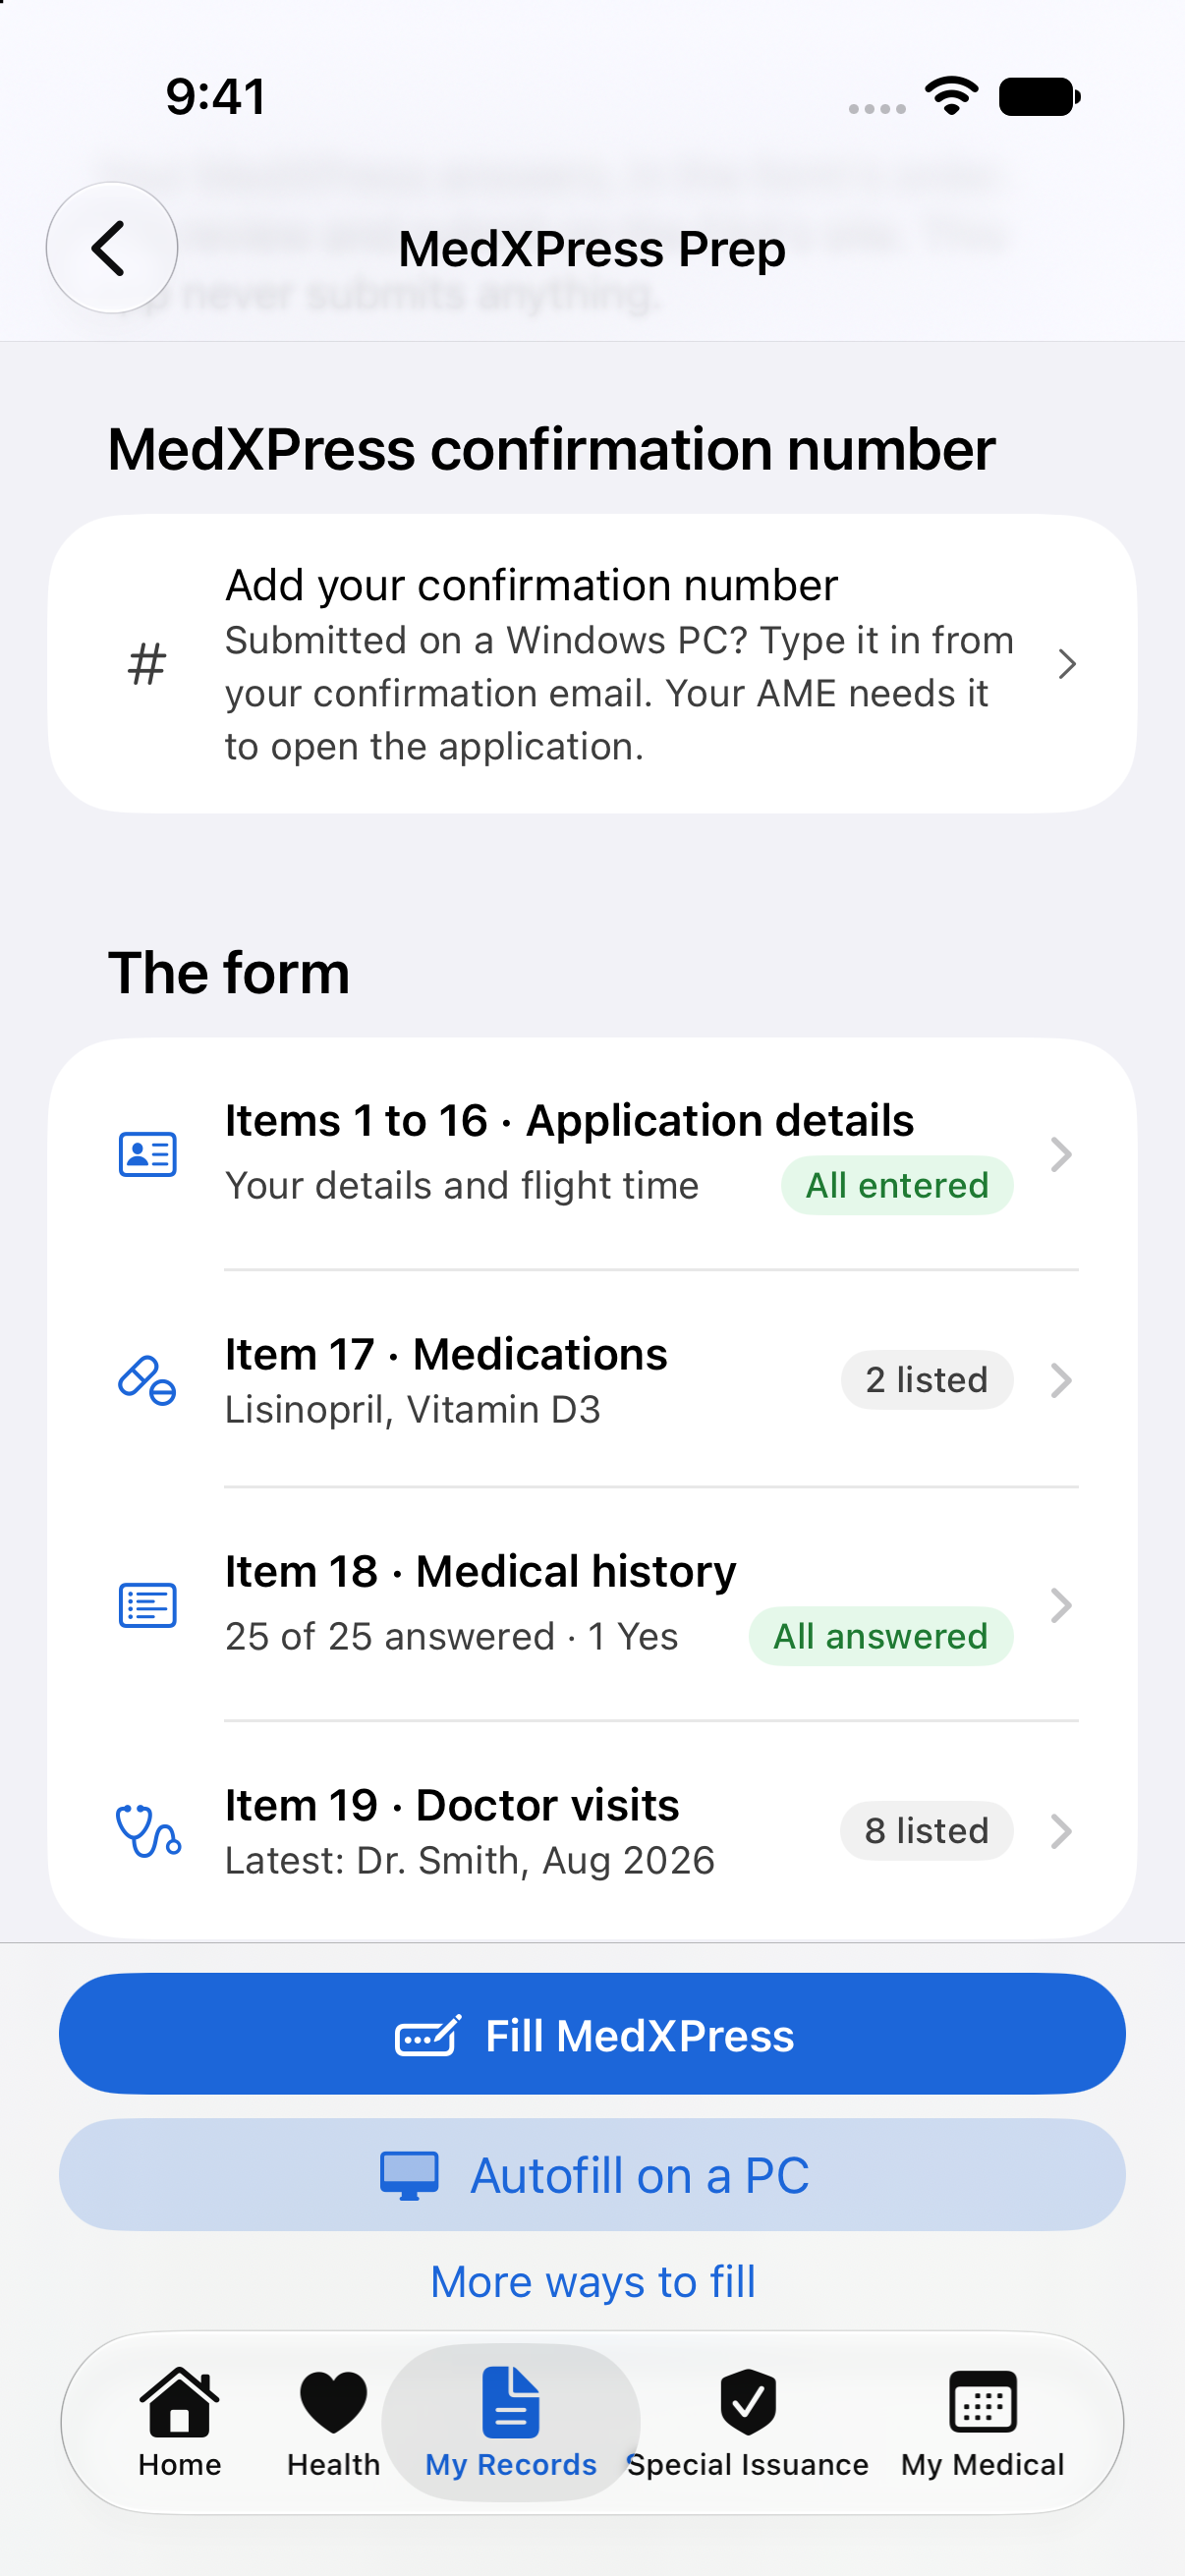 9:41
never submits anything.
MedXPress Prep
MedXPress confirmation number
#
Add your confirmation number
Submitted on a Windows PC? Type it in from
your confirmation email. Your AME needs it
to open the application.
The form
Items 1 to 16 · Application details
Your details and flight time
All entered
Item 17 · Medications
Lisinopril, Vitamin D3
2 listed
Item 18 · Medical history
25 of 25 answered · 1 Yes
All answered
Item 19 · Doctor visits
Latest: Dr. Smith, Aug 2026
8 listed
Fill MedXPress
Autofill on a PC
More ways to fill
Home
Health
My Records
Special Issuance
My Medical